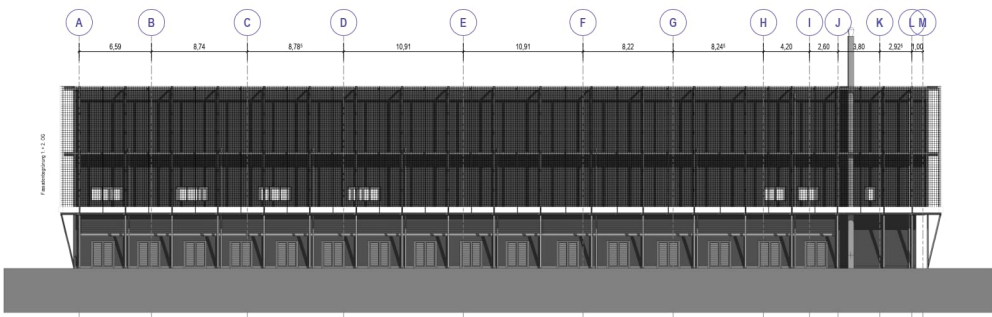 A B C D E F G H I J K L M
6,59 8,74 8,78⁵ 10,91 10,91 8,22 8,24⁵ 4,20 2,60 3,80 2,92⁵ 1,00
Fassadenbegrünung 1. + 2. OG